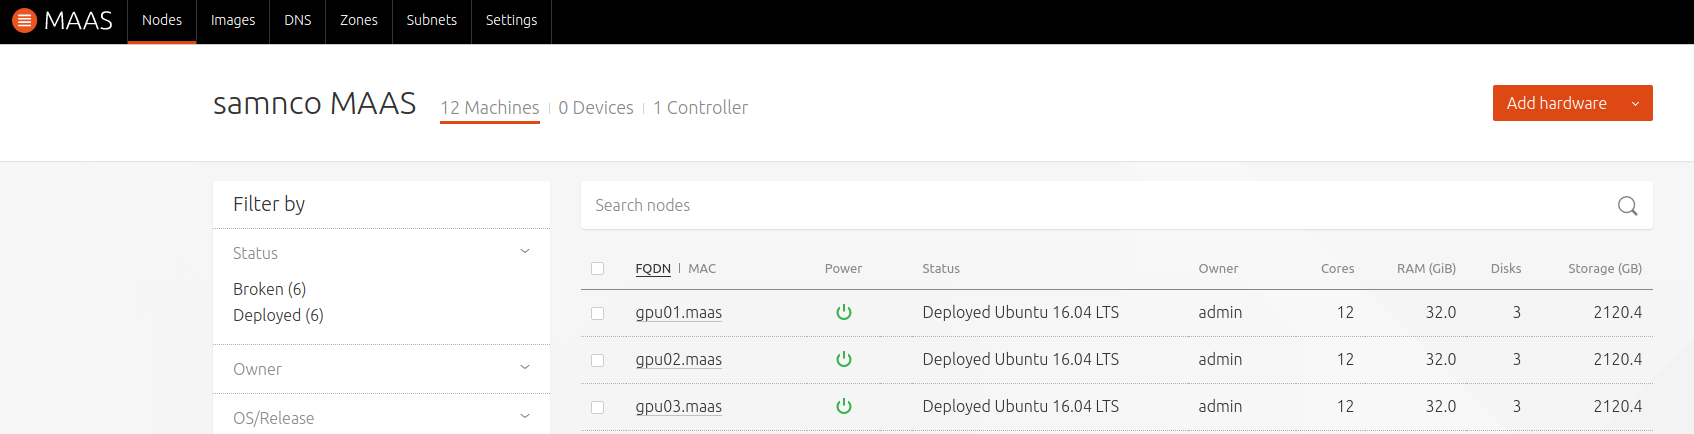 MAAS Nodes Images DNS Zones Subnets Settings
samnco MAAS 12 Machines 0 Devices 1 Controller Add hardware
Filter by
Status
Broken (6)
Deployed (6)
Owner
OS/Release
Search nodes
FQDN | MAC Power Status Owner Cores RAM (GiB) Disks Storage (GB)
gpu01.maas Deployed Ubuntu 16.04 LTS admin 12 32.0 3 2120.4
gpu02.maas Deployed Ubuntu 16.04 LTS admin 12 32.0 3 2120.4
gpu03.maas Deployed Ubuntu 16.04 LTS admin 12 32.0 3 2120.4